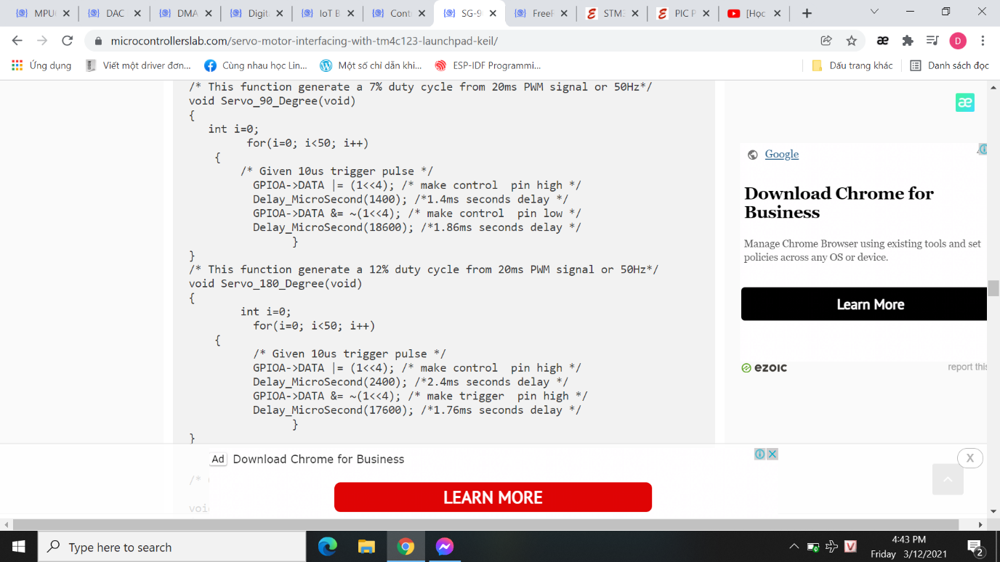 MPU
DAC
DMA
Digit
IoT B
Cont
SG-9
FreeF
STM
PIC P
[Học
microcontrollerslab.com/servo-motor-interfacing-with-tm4c123-launchpad-keil/
D
Ứng dụng
Viết một driver đơn...
Cùng nhau học Lin...
Một số chỉ dẫn khi...
ESP-IDF Programmi...
Dấu trang khác
Danh sách đọc
/* This function generate a 7% duty cycle from 20ms PWM signal or 50Hz*/
void Servo_90_Degree(void)
{
int i=0;
for(i=0; i<50; i++)
{
/* Given 10us trigger pulse */
GPIOA->DATA |= (1<<4); /* make control  pin high */
Delay_MicroSecond(1400); /*1.4ms seconds delay */
GPIOA->DATA &= ~(1<<4); /* make control  pin low */
Delay_MicroSecond(18600); /*1.86ms seconds delay */
}
}
/* This function generate a 12% duty cycle from 20ms PWM signal or 50Hz*/
void Servo_180_Degree(void)
{
int i=0;
for(i=0; i<50; i++)
{
/* Given 10us trigger pulse */
GPIOA->DATA |= (1<<4); /* make control  pin high */
Delay_MicroSecond(2400); /*2.4ms seconds delay */
GPIOA->DATA &= ~(1<<4); /* make trigger  pin high */
Delay_MicroSecond(17600); /*1.76ms seconds delay */
}
}
/*
voi
æ
Google
Download Chrome for
Business
Manage Chrome Browser using existing tools and set
policies across any OS or device.
Learn More
ezoic
report this
Ad Download Chrome for Business
X
LEARN MORE
Type here to search
V
4:43 PM
Friday 3/12/2021
2